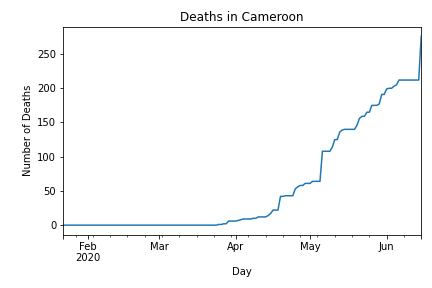 Deaths in Cameroon
Number of Deaths
250
200
150
100
50
0
Feb
2020
Mar
Apr
May
Jun
Day